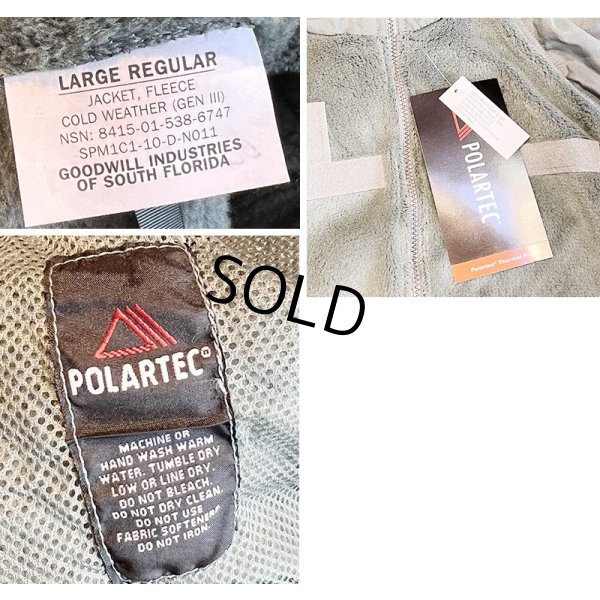 LARGE REGULAR
JACKET, FLEECE
COLD WEATHER (GEN III)
NSN: 8415-01-538-6747
SPM1C1-10-D-N011
GOODWILL INDUSTRIES
OF SOUTH FLORIDA
POLARTEC®
Polartec® Thermal
SOLD
POLARTEC®
MACHINE OR
HAND WASH WARM
WATER. TUMBLE DRY
LOW OR LINE DRY.
DO NOT BLEACH.
DO NOT DRY CLEAN.
DO NOT USE
FABRIC SOFTENER.
DO NOT IRON.